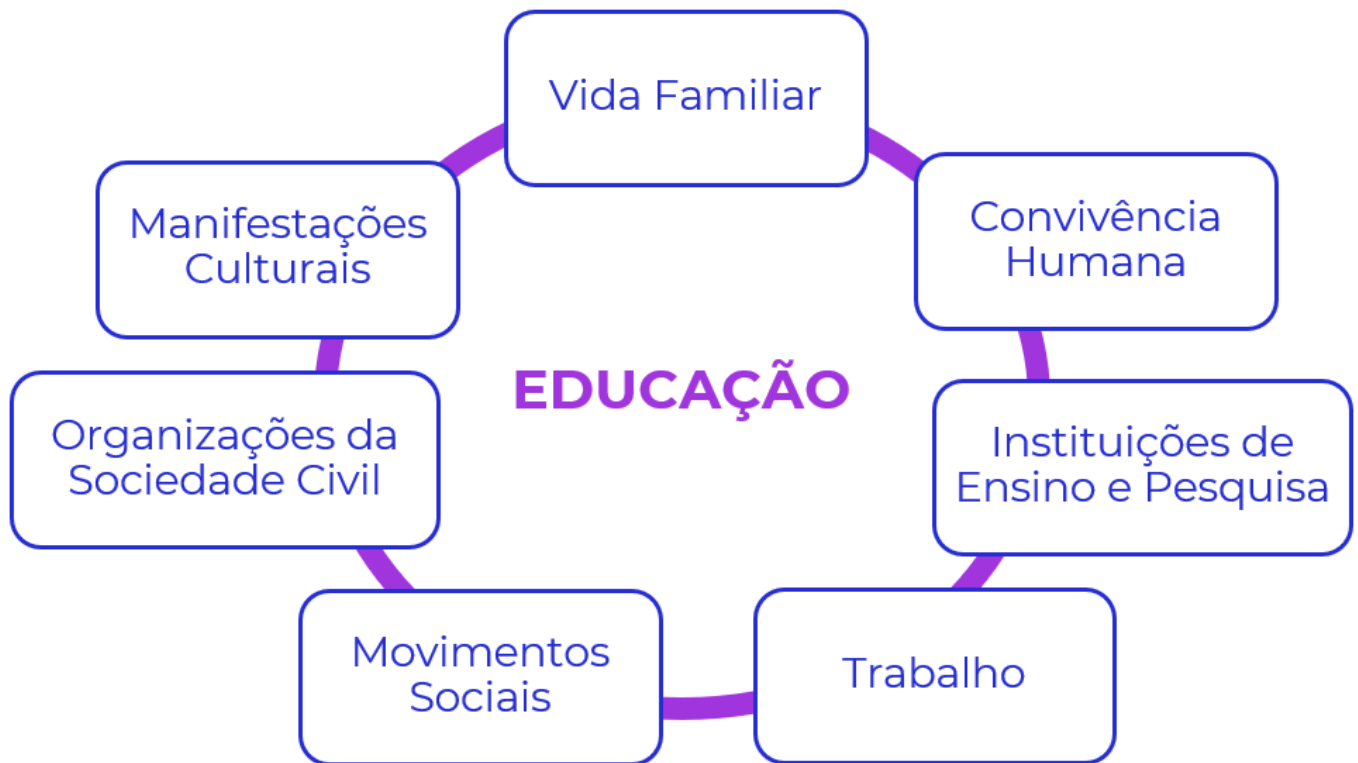 Vida Familiar
Convivência
Humana
Instituições de
Ensino e Pesquisa
Trabalho
Movimentos
Sociais
Organizações da
Sociedade Civil
Manifestações
Culturais
EDUCAÇÃO